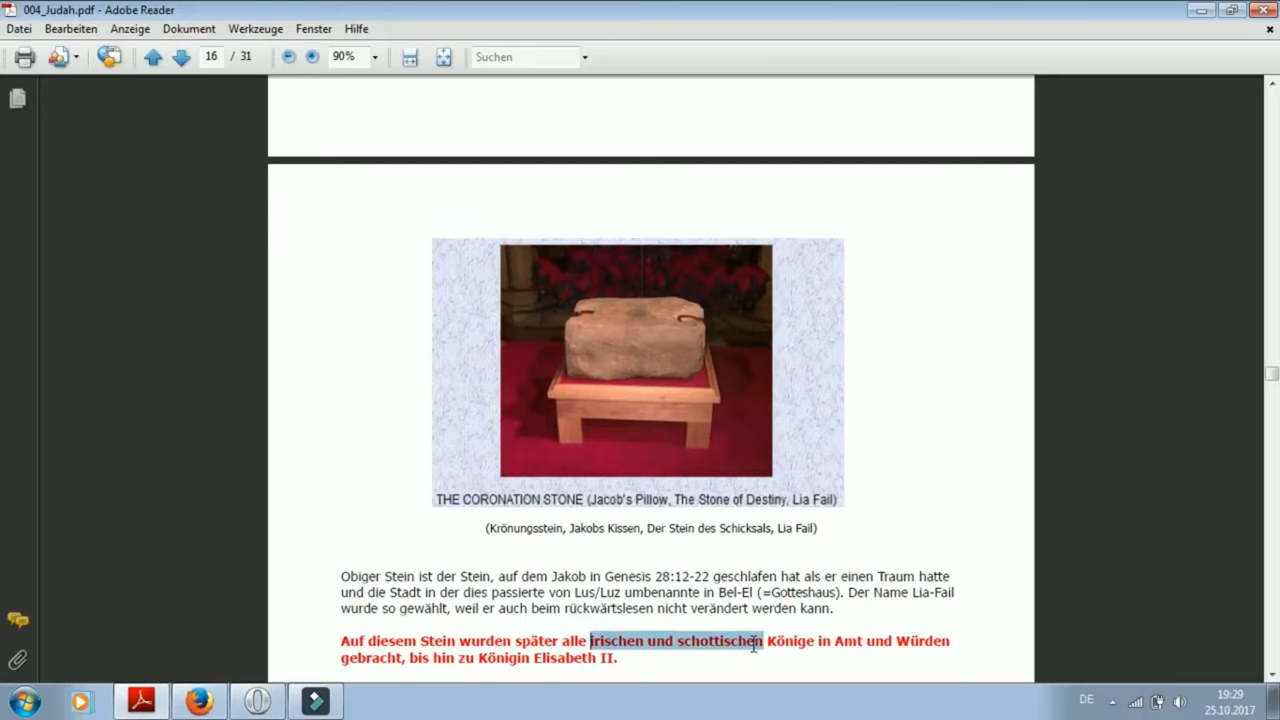 004_Judah.pdf - Adobe Reader
Datei Bearbeiten Anzeige Dokument Werkzeuge Fenster Hilfe
16 / 31 90% Suchen
THE CORONATION STONE (Jacob's Pillow, The Stone of Destiny, Lia Fail)
(Krönungsstein, Jakobs Kissen, Der Stein des Schicksals, Lia Fail)
Obiger Stein ist der Stein, auf dem Jakob in Genesis 28:12-22 geschlafen hat als er einen Traum hatte
und die Stadt in der dies passierte von Lus/Luz umbenannte in Bel-El (=Gotteshaus). Der Name Lia-Fail
wurde so gewählt, weil er auch beim rückwärtslesen nicht verändert werden kann.
Auf diesem Stein wurden später alle irischen und schottischen Könige in Amt und Würden
gebracht, bis hin zu Königin Elisabeth II.
DE
19:29
25.10.2017